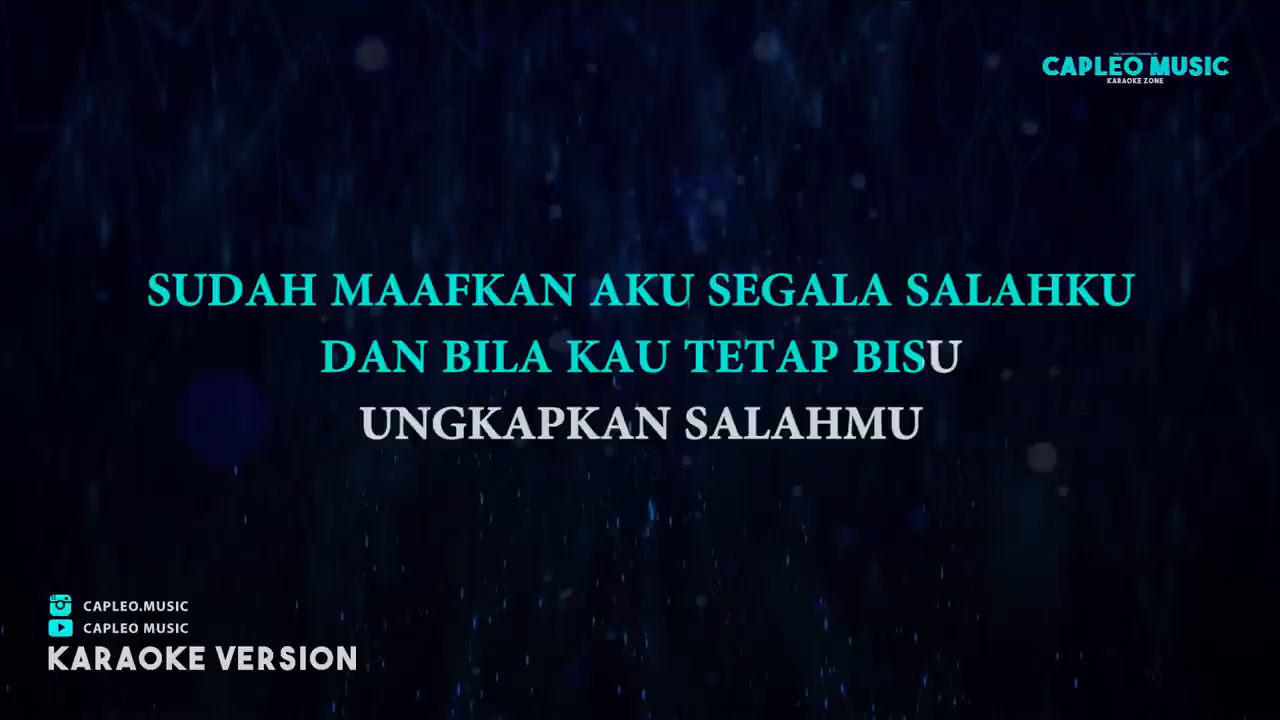 CAPLEO MUSIC
KARAOKE ZONE
SUDAH MAAFKAN AKU SEGALA SALAHKU
DAN BILA KAU TETAP BISU
UNGKAPKAN SALAHMU
CAPLEO.MUSIC
CAPLEO MUSIC
KARAOKE VERSION